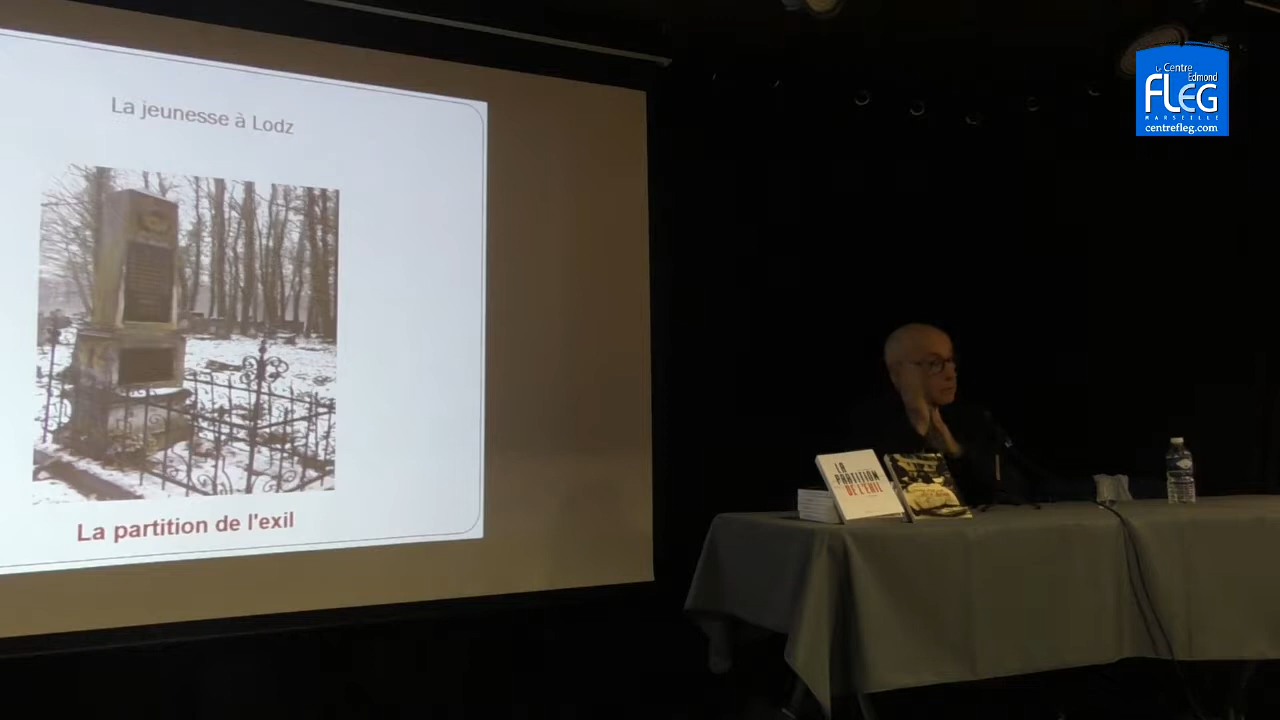 La jeunesse à Lodz
La partition de l'exil
Le Centre
Edmond
FLEG
MARSEILLE
centrefleg.com
LA
PARTITION
DE L'EXIL